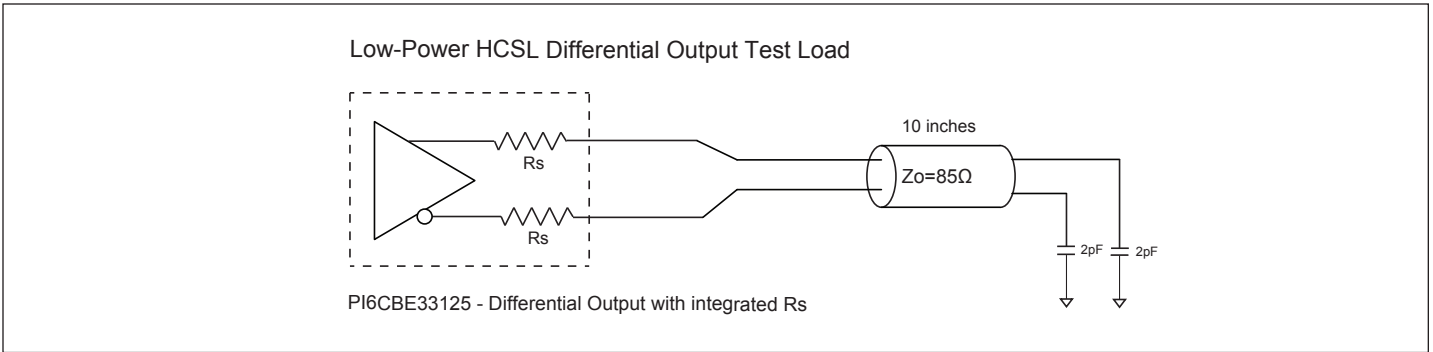 Low-Power HCSL Differential Output Test Load
10 inches
Rs
Zo=85Ω
Rs
2pF
2pF
PI6CBE33125 - Differential Output with integrated Rs